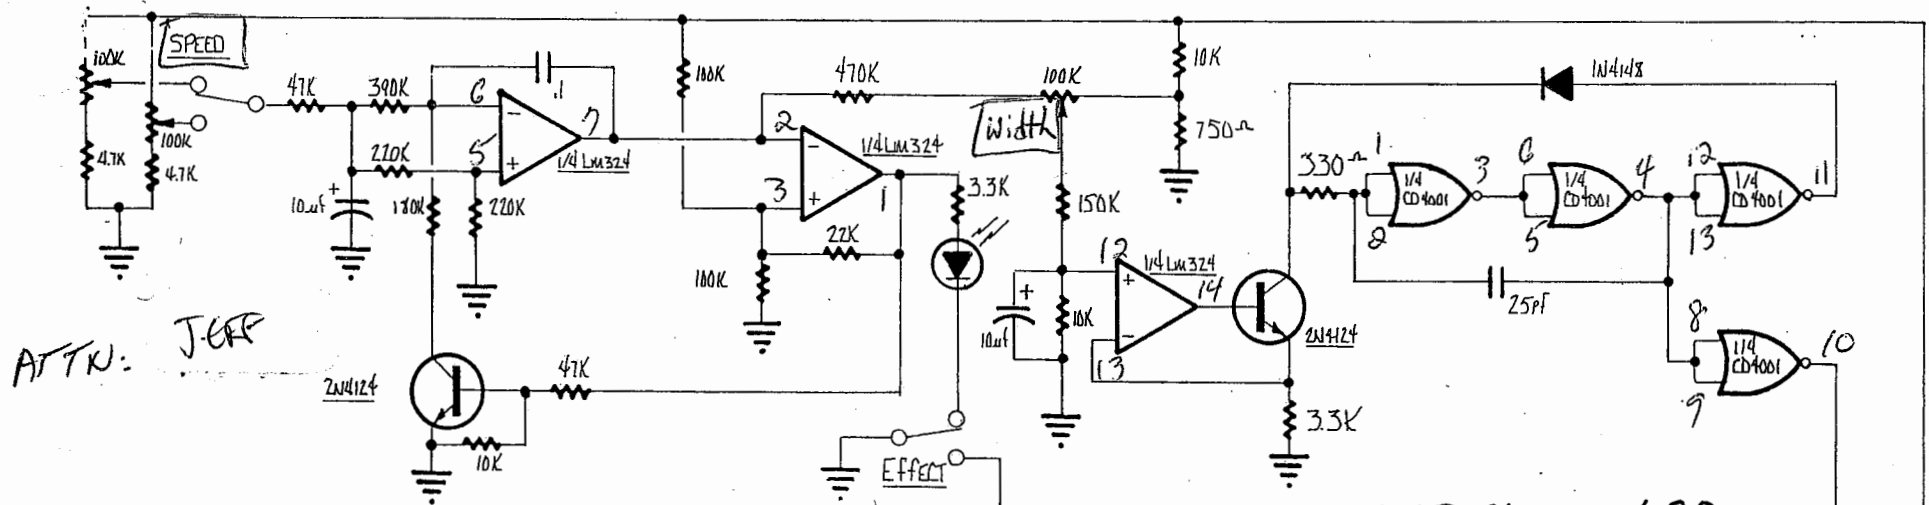 SPEED
100K
4.7K
100K
4.7K
47K
390K
220K
10uf
+
180K
220K
.1
6
5
7
-
+
1/4 Lm324
100K
2
3
1
-
+
1/4 Lm324
22K
100K
470K
100K
Width
10K
750Ω
3.3K
150K
10uf
+
10K
12
13
14
+
-
1/4 Lm324
2N4124
3.3K
1N4148
330Ω
1
2
3
1/4
CD4001
6
5
4
1/4
CD4001
12
13
11
1/4
CD4001
25pf
8
9
10
1/4
CD4001
ATTN: JEFF
2N4124
47K
10K
EFFECT